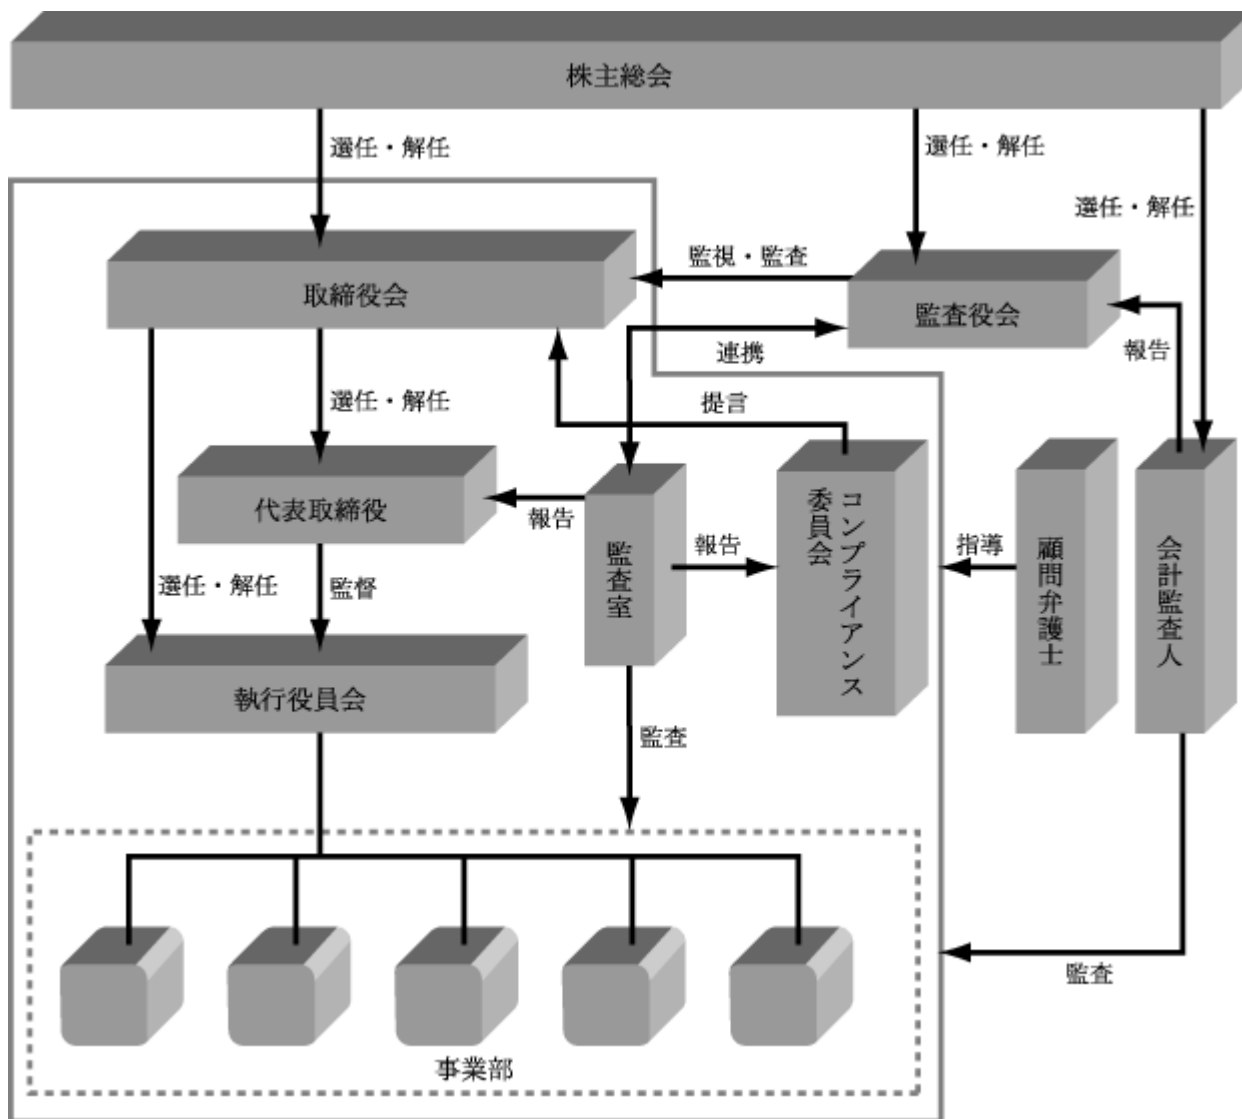 株主総会
選任・解任
選任・解任
選任・解任
監視・監査
取締役会
監査役会
連携
報告
提言
選任・解任
代表取締役
報告
監査室
報告
コンプライアンス
委員会
指導
顧問弁護士
会計監査人
選任・解任
監督
執行役員会
監査
監査
事業部